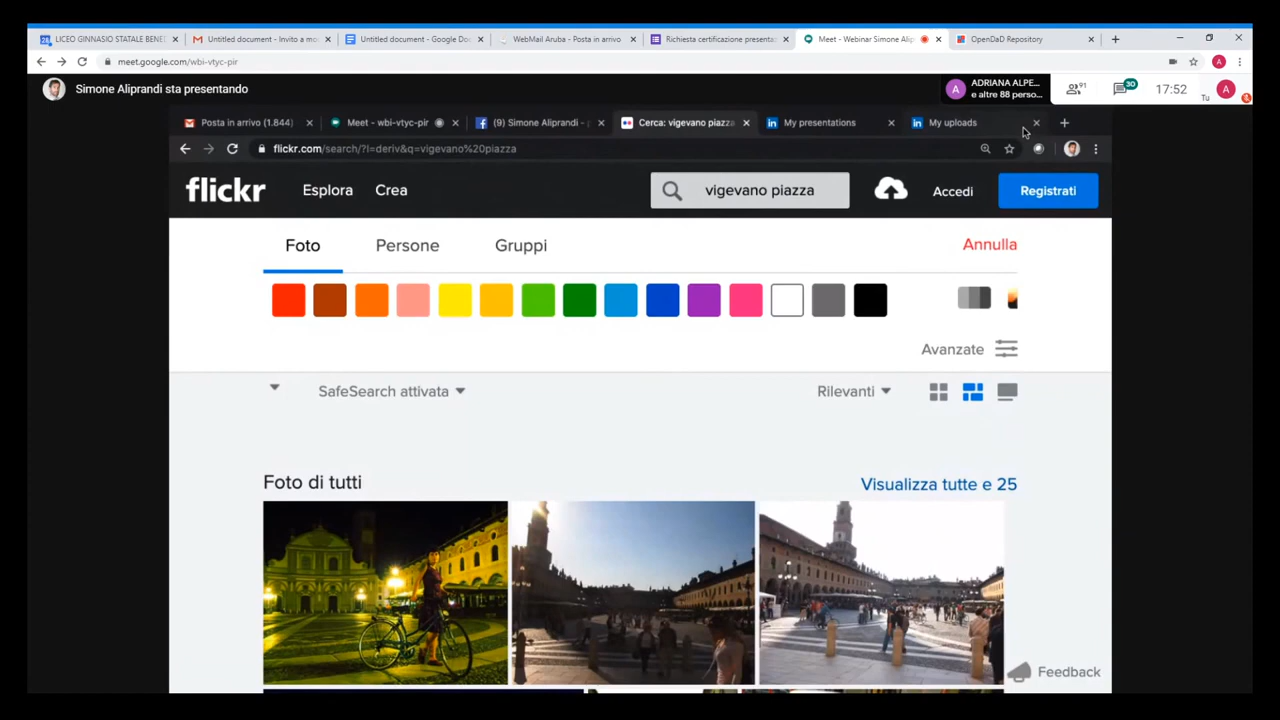 LICEO GINNASIO STATALE BENE
Untitled document - Invito a mo
Untitled document - Google Do
WebMail Aruba - Posta in arrivo
Richiesta certificazione presenta
Meet - Webinar Simone Alip
OpenDaD Repository
meet.google.com/wbi-vtyc-pir
A
Simone Aliprandi sta presentando
A
ADRIANA ALPE...
e altre 88 perso...
91
30
17:52
Tu
A
Posta in arrivo (1.844)
Meet - wbi-vtyc-pir
(9) Simone Aliprandi -
Cerca: vigevano piazza
My presentations
My uploads
flickr.com/search/?l=deriv&q=vigevano%20piazza
flickr
Esplora
Crea
vigevano piazza
Accedi
Registrati
Foto
Persone
Gruppi
Annulla
Avanzate
SafeSearch attivata
Rilevanti
Foto di tutti
Visualizza tutte e 25
Feedback